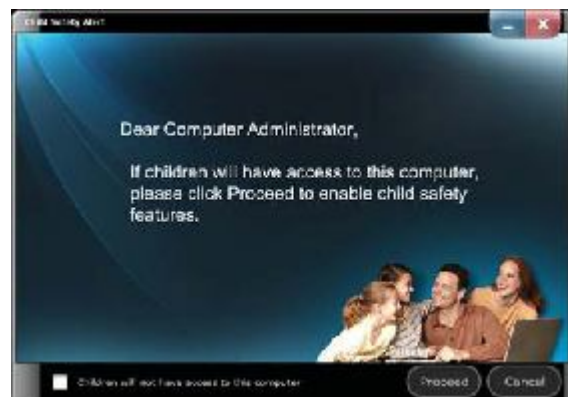 Child Safety Alert
Dear Computer Administrator,
If children will have access to this computer,
please click Proceed to enable child safety
features.
Children will not have access to this computer
Proceed
Cancel